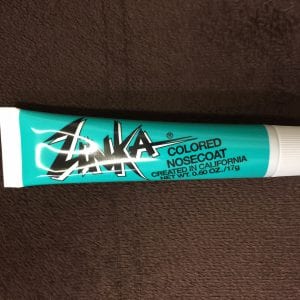 ZINKA®
COLORED
NOSECOAT
CREATED IN CALIFORNIA
NET WT. 0.60 OZ./17g